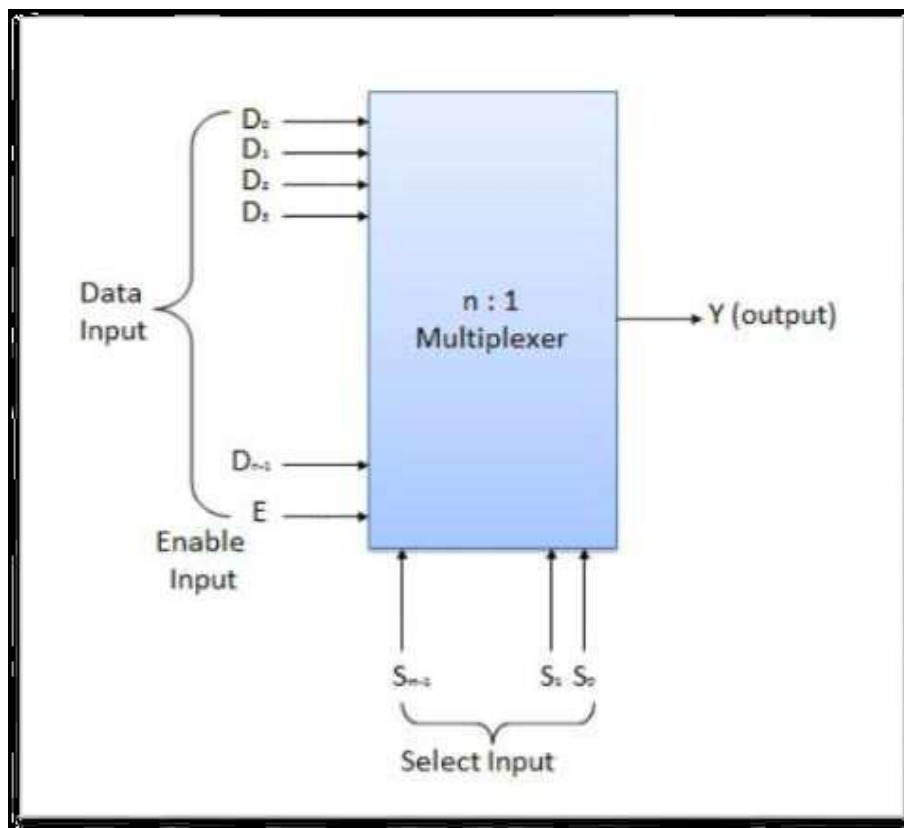 D₀
D₁
D₂
D₃
Data
Input
n : 1
Multiplexer
Y (output)
Dₙ₋₁
E
Enable
Input
Sₘ₋₁
S₁ S₀
Select Input